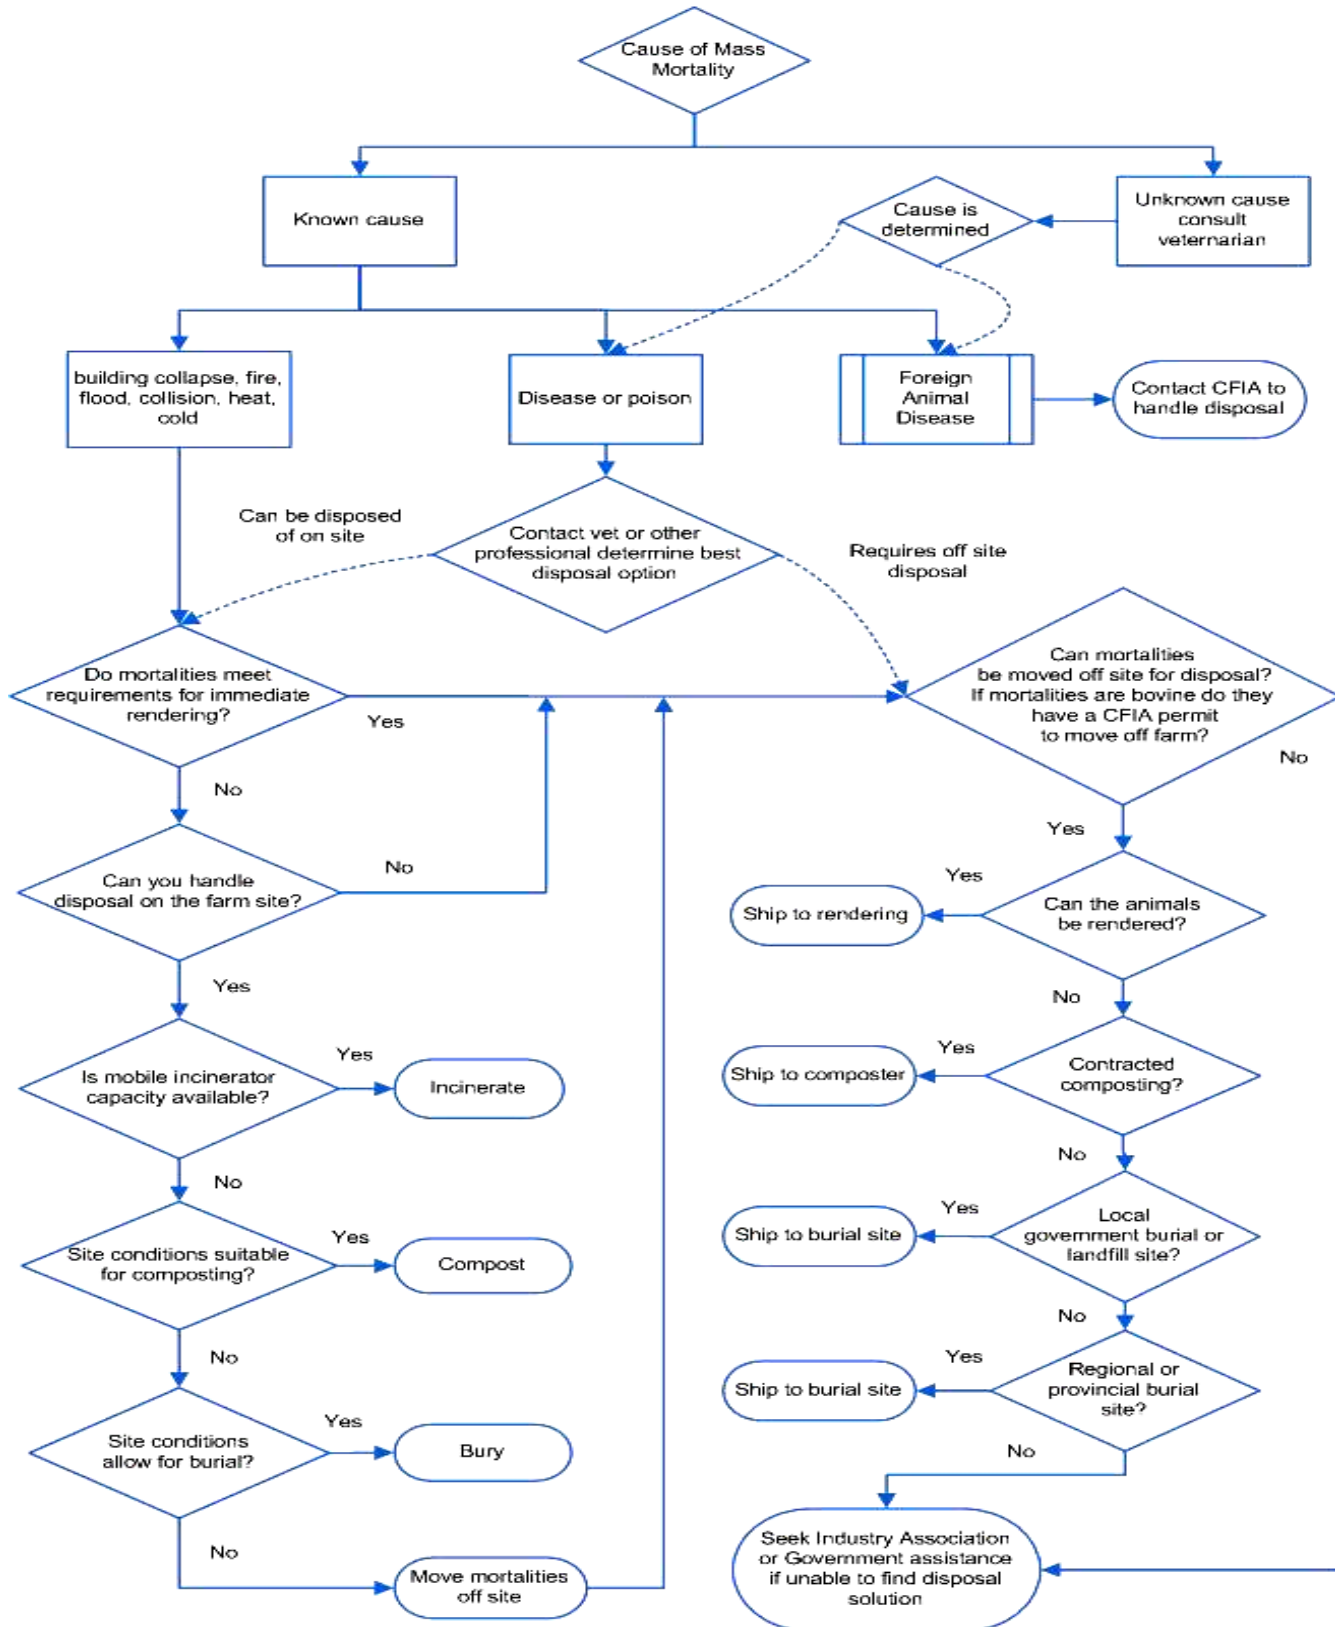 Cause of Mass
Mortality
Known cause
Cause is
determined
Unknown cause
consult
veternarian
building collapse, fire,
flood, collision, heat,
cold
Disease or poison
Foreign
Animal
Disease
Contact CFIA to
handle disposal
Can be disposed
of on site
Contact vet or other
professional determine best
disposal option
Requires off site
disposal
Do mortalities meet
requirements for immediate
rendering?
Yes
No
Can mortalities
be moved off site for disposal?
If mortalities are bovine do they
have a CFIA permit
to move off farm?
No
Yes
Can you handle
disposal on the farm site?
No
Yes
Can the animals
be rendered?
Yes
Ship to rendering
No
Is mobile incinerator
capacity available?
Yes
Incinerate
No
Contracted
composting?
Yes
Ship to composter
No
Site conditions suitable
for composting?
Yes
Compost
No
Local
government burial or
landfill site?
Yes
Ship to burial site
No
Site conditions
allow for burial?
Yes
Bury
No
Move mortalities
off site
Regional or
provincial burial
site?
Yes
Ship to burial site
No
Seek Industry Association
or Government assistance
if unable to find disposal
solution